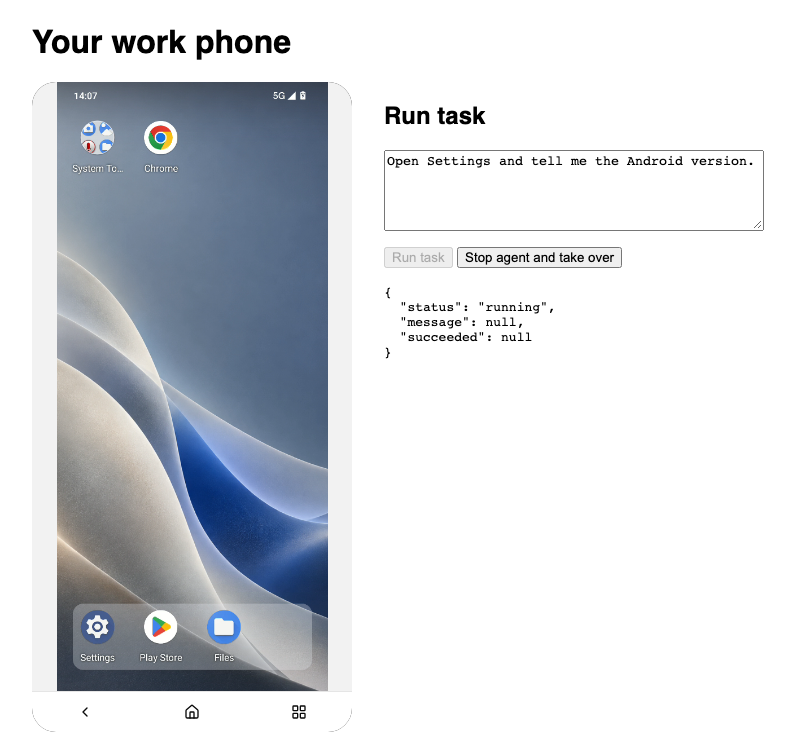 Your work phone
14:07
5G
System To...
Chrome
Settings
Play Store
Files
Run task
Open Settings and tell me the Android version.
Run task
Stop agent and take over
{
"status": "running",
"message": null,
"succeeded": null
}